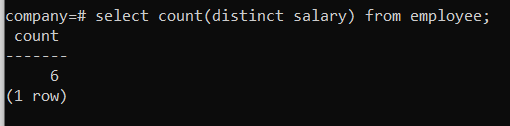 company=# select count(distinct salary) from employee;
count
-------
6
(1 row)